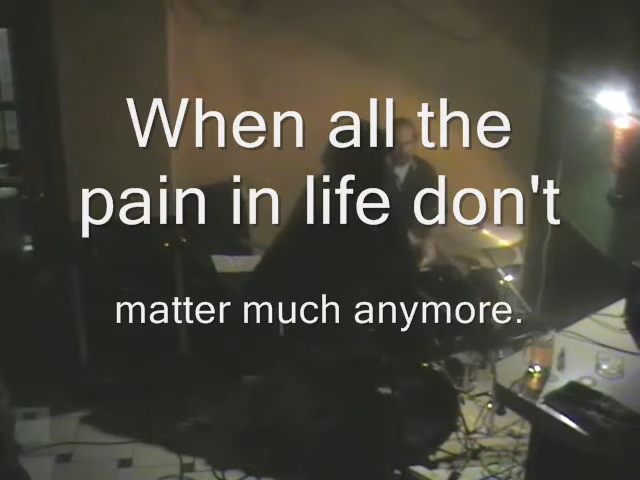 When all the
pain in life don't
matter much anymore.